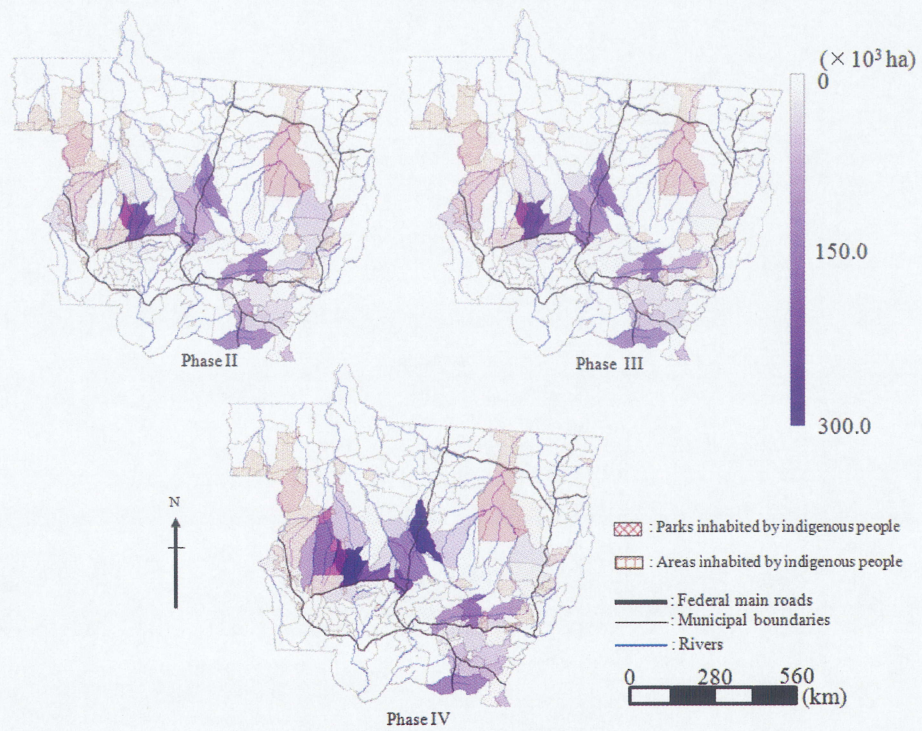 (× 10³ ha)
0
150.0
300.0
Phase II
Phase III
Phase IV
N
: Parks inhabited by indigenous people
: Areas inhabited by indigenous people
: Federal main roads
: Municipal boundaries
: Rivers
0 280 560
(km)